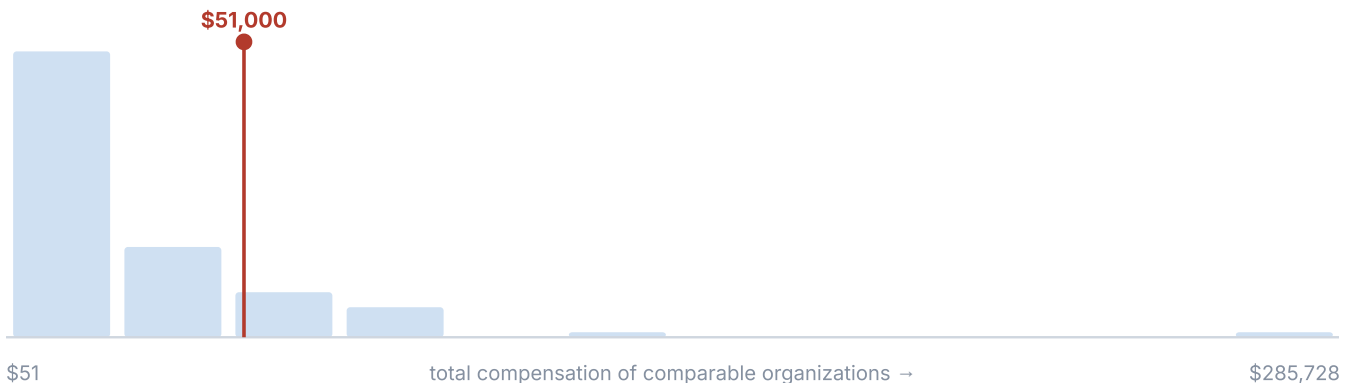 $51,000
$51 total compensation of comparable organizations → $285,728